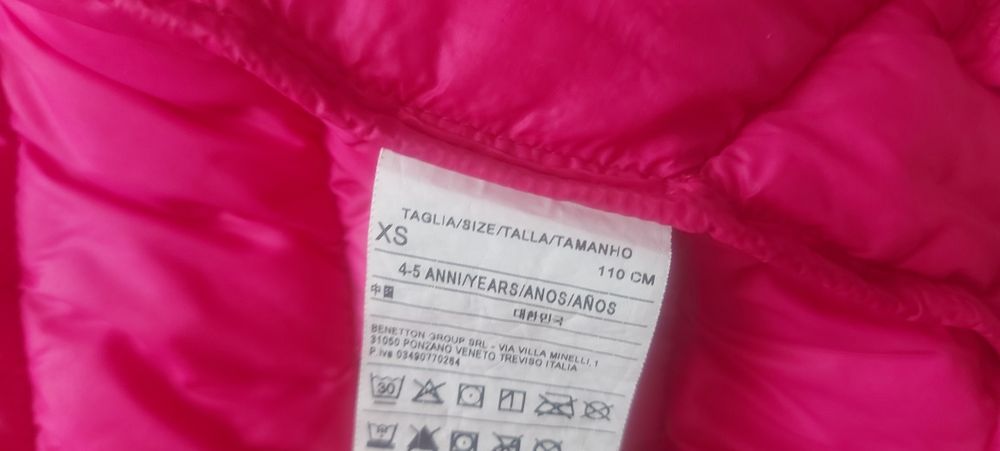 TAGLIA/SIZE/TALLA/TAMANHO
XS 110 CM
4-5 ANNI/YEARS/ANOS/AÑOS
中国 대한민국
BENETTON GROUP SRL - VIA VILLA MINELLI, 1
31050 PONZANO VENETO TREVISO ITALIA
P.iva 03490770264
30